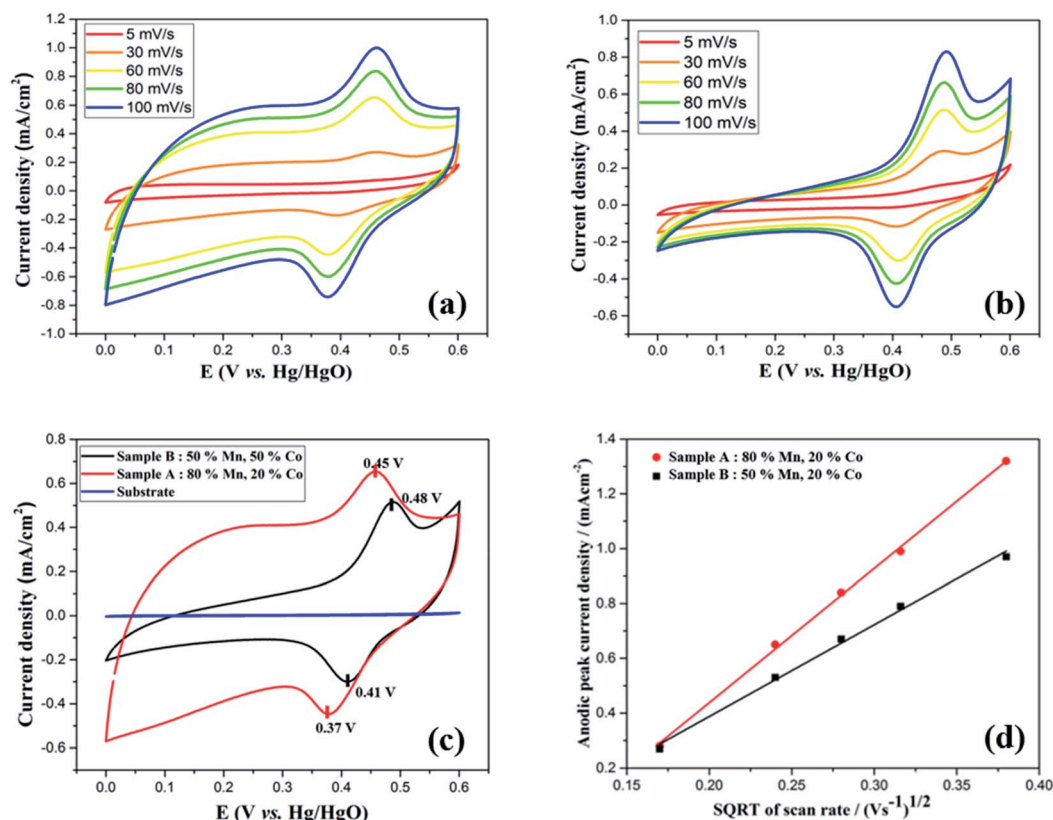 1.2
1.0
0.8
0.6
0.4
0.2
0.0
-0.2
-0.4
-0.6
-0.8
-1.0
Current density (mA/cm²)
5 mV/s
30 mV/s
60 mV/s
80 mV/s
100 mV/s
(a)
0.0 0.1 0.2 0.3 0.4 0.5 0.6
E (V vs. Hg/HgO)
1.0
0.8
0.6
0.4
0.2
0.0
-0.2
-0.4
-0.6
Current density (mA/cm²)
5 mV/s
30 mV/s
60 mV/s
80 mV/s
100 mV/s
(b)
0.0 0.1 0.2 0.3 0.4 0.5 0.6
E (V vs. Hg/HgO)
0.8
0.6
0.4
0.2
0.0
-0.2
-0.4
-0.6
Current density (mA/cm²)
Sample B : 50 % Mn, 50 % Co
Sample A : 80 % Mn, 20 % Co
Substrate
0.45 V
0.48 V
0.41 V
0.37 V
(c)
0.0 0.1 0.2 0.3 0.4 0.5 0.6
E (V vs. Hg/HgO)
1.4
1.2
1.0
0.8
0.6
0.4
0.2
Anodic peak current density / (mAcm⁻²)
Sample A : 80 % Mn, 20 % Co
Sample B : 50 % Mn, 20 % Co
(d)
0.15 0.20 0.25 0.30 0.35 0.40
SQRT of scan rate / (Vs⁻¹)¹/²